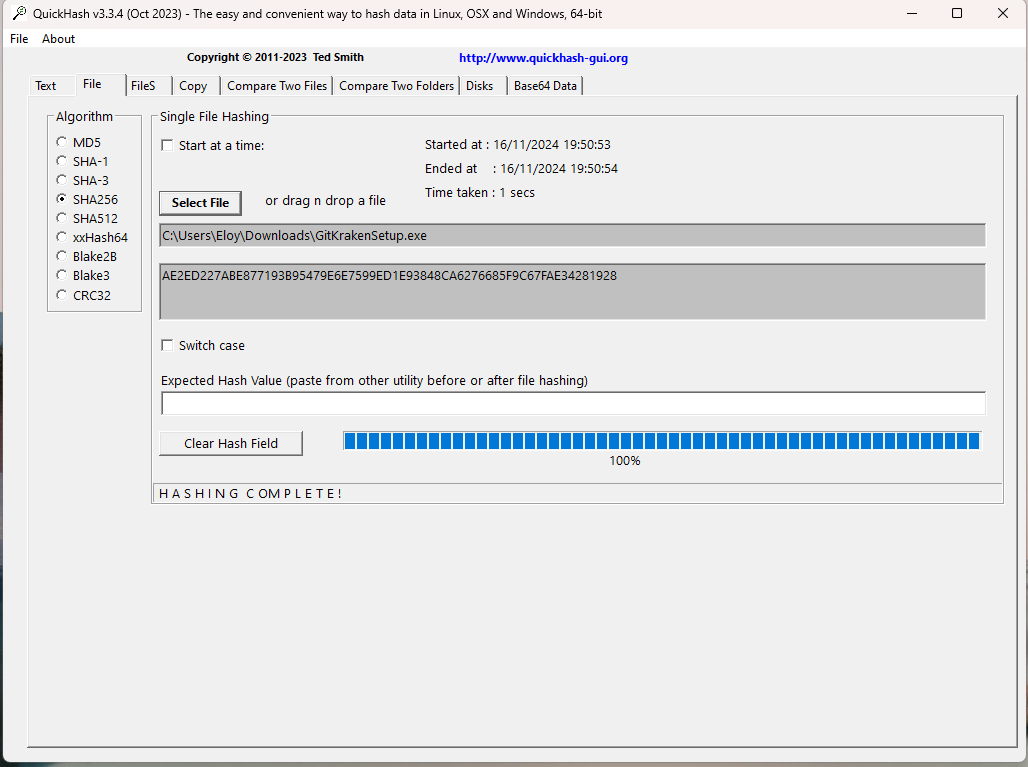 QuickHash v3.3.4 (Oct 2023) - The easy and convenient way to hash data in Linux, OSX and Windows, 64-bit
File About
Copyright © 2011-2023 Ted Smith http://www.quickhash-gui.org
Text File FileS Copy Compare Two Files Compare Two Folders Disks Base64 Data
Algorithm
MD5
SHA-1
SHA-3
SHA256
SHA512
xxHash64
Blake2B
Blake3
CRC32
Single File Hashing
Start at a time:
Started at : 16/11/2024 19:50:53
Ended at : 16/11/2024 19:50:54
Time taken : 1 secs
Select File or drag n drop a file
C:\Users\Eloy\Downloads\GitKrakenSetup.exe
AE2ED227ABE877193B95479E6E7599ED1E93848CA6276685F9C67FAE34281928
Switch case
Expected Hash Value (paste from other utility before or after file hashing)
Clear Hash Field
100%
H A S H I N G C OM P L E T E !